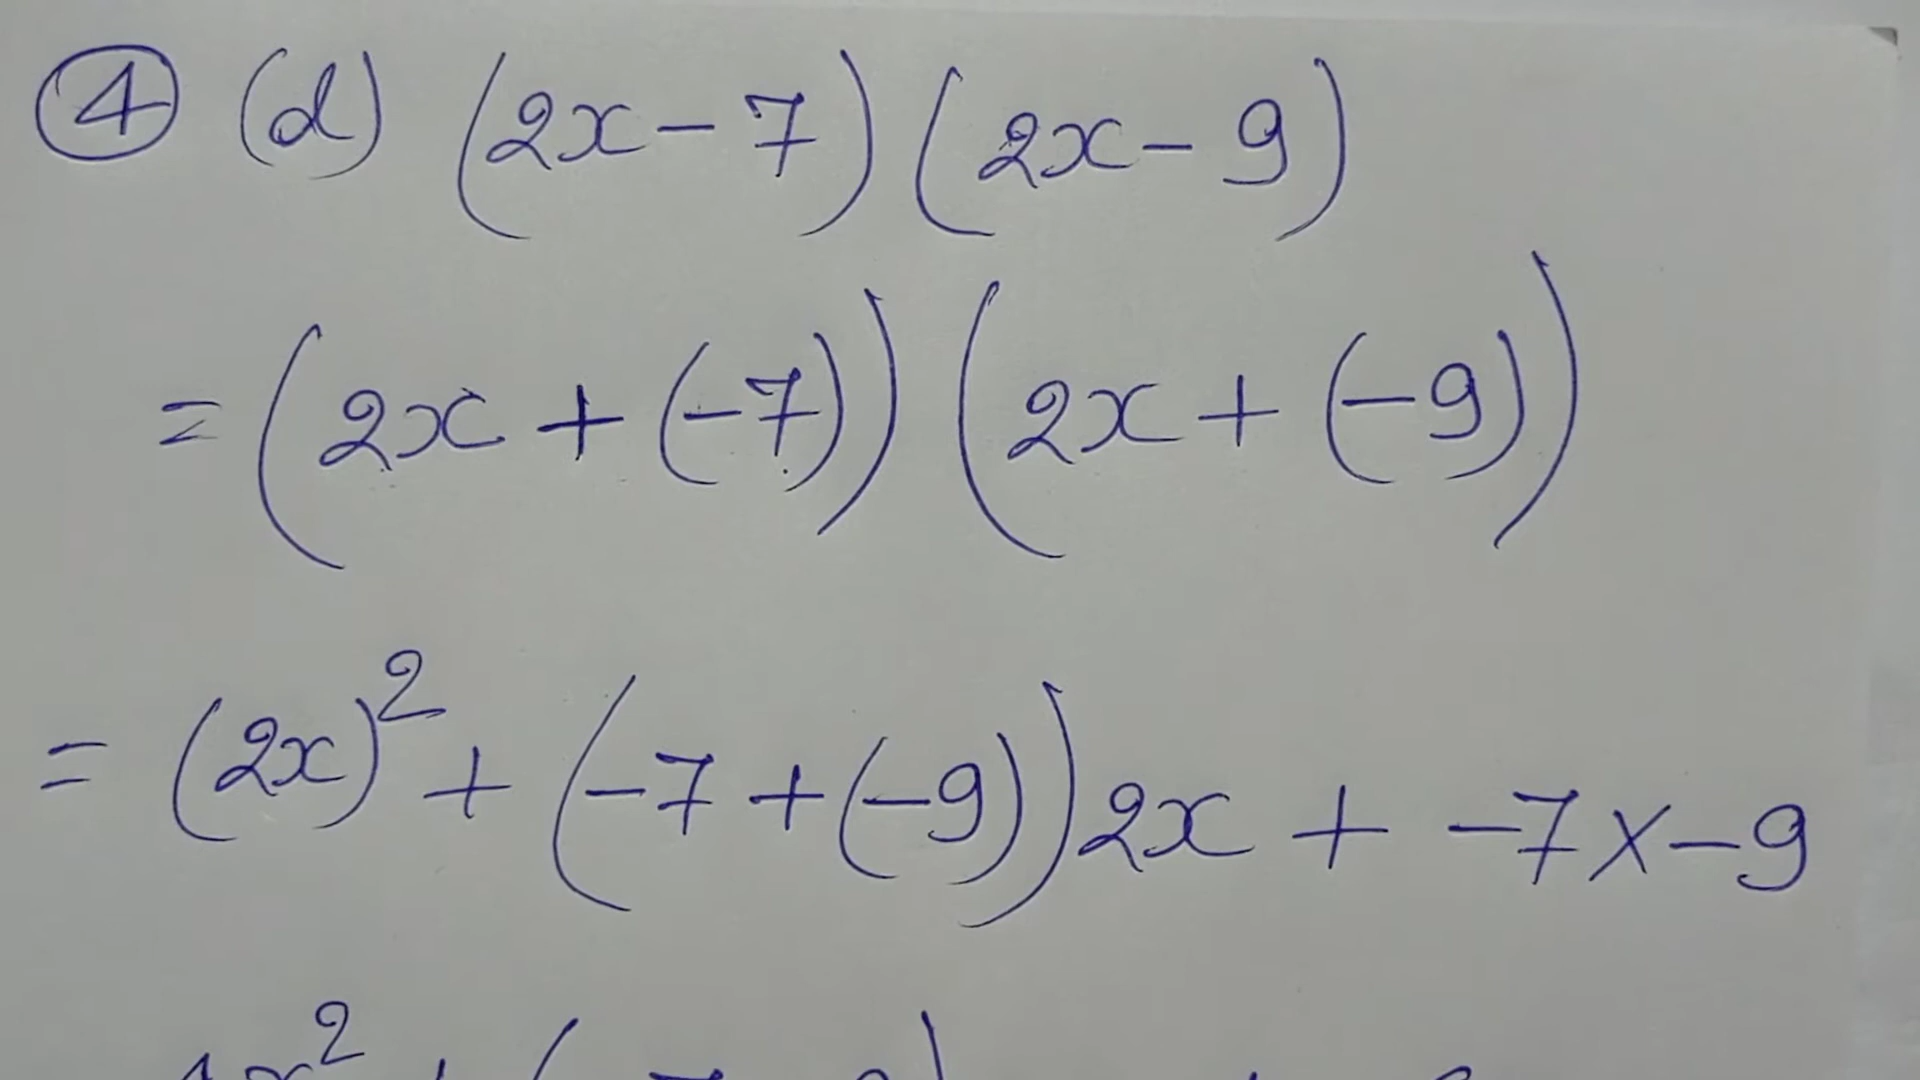 ④ (d) (2x - 7) (2x - 9)
= (2x + (-7)) (2x + (-9))
= (2x)² + (-7 + (-9)) 2x + -7 x -9